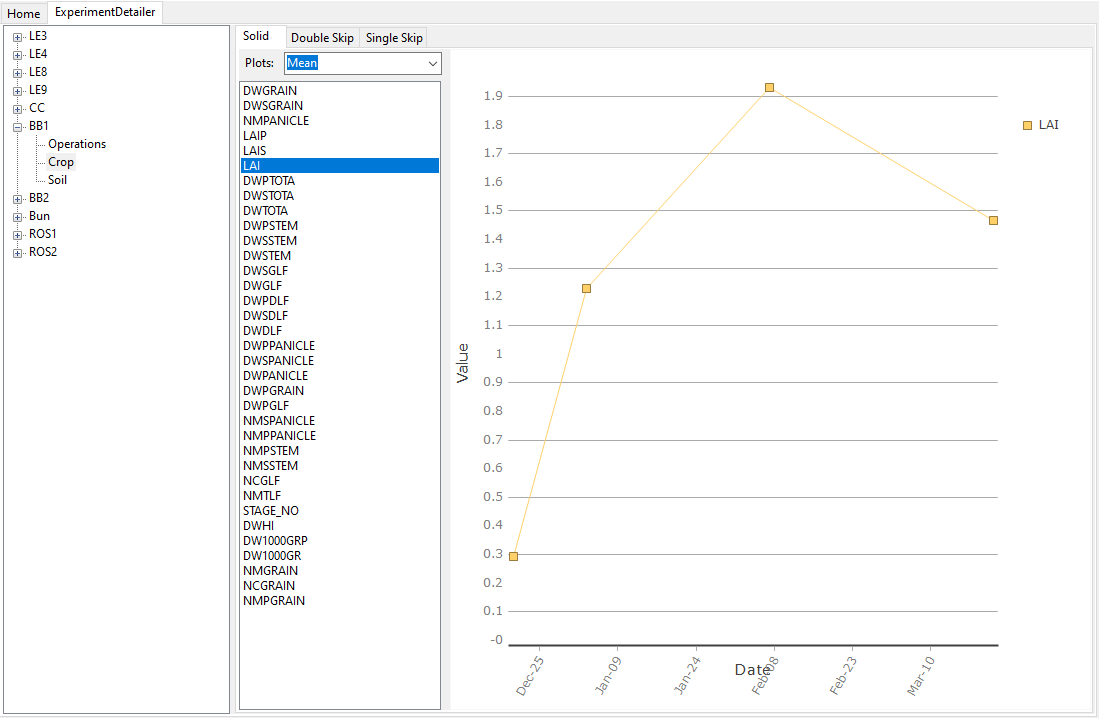 Home
ExperimentDetailer
LE3
LE4
LE8
LE9
CC
BB1
Operations
Crop
Soil
BB2
Bun
ROS1
ROS2
Solid
Double Skip
Single Skip
Plots:
Mean
DWGRAIN
DWSGRAIN
NMPANICLE
LAIP
LAIS
LAI
DWPTOTA
DWSTOTA
DWTOTA
DWPSTEM
DWSSTEM
DWSTEM
DWSGLF
DWGLF
DWPDLF
DWSDLF
DWDLF
DWPPANICLE
DWSPANICLE
DWPANICLE
DWPGRAIN
DWPGLF
NMSPANICLE
NMPPANICLE
NMPSTEM
NMSSTEM
NCGLF
NMTLF
STAGE_NO
DWHI
DW1000GRP
DW1000GR
NMGRAIN
NCGRAIN
NMPGRAIN
1.9
1.8
1.7
1.6
1.5
1.4
1.3
1.2
1.1
1
0.9
0.8
0.7
0.6
0.5
0.4
0.3
0.2
0.1
-0
Value
Dec-25
Jan-09
Jan-24
Feb-08
Feb-23
Mar-10
Date
LAI